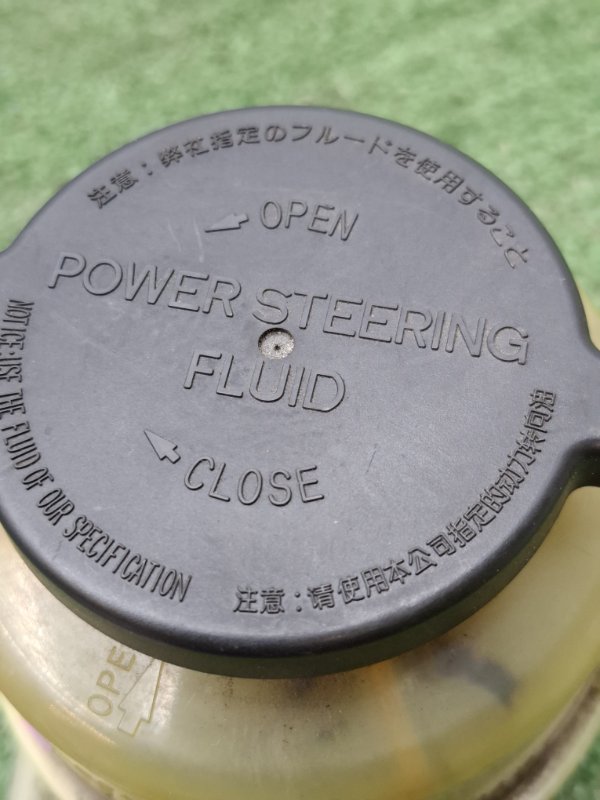 注意：弊社指定のフルードを使用すること
OPEN
POWER STEERING
FLUID
CLOSE
NOTICE:USE THE FLUID OF OUR SPECIFICATION
注意：请使用本公司指定的动力转向油
OPE